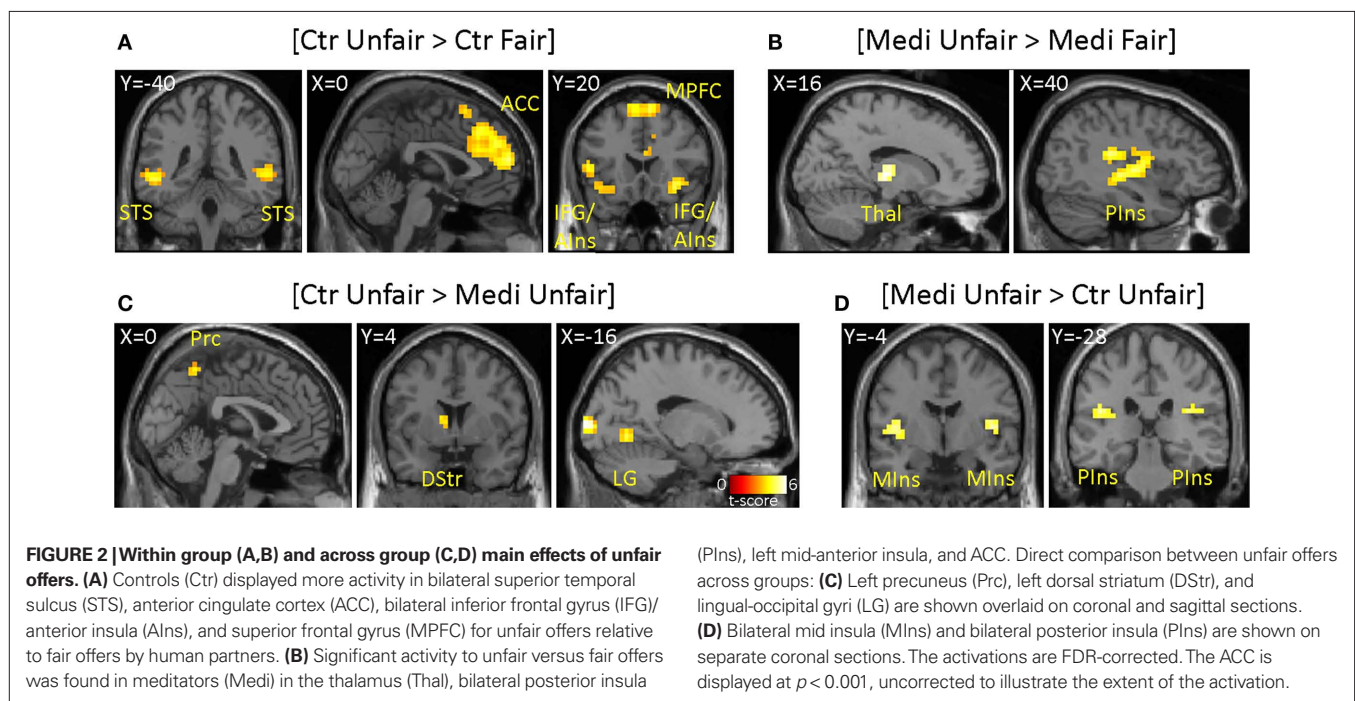 A
[Ctr Unfair > Ctr Fair]
Y=-40
STS
STS
X=0
ACC
Y=20
MPFC
IFG/
AIns
IFG/
AIns
B
[Medi Unfair > Medi Fair]
X=16
Thal
X=40
PIns
C
[Ctr Unfair > Medi Unfair]
X=0
Prc
Y=4
DStr
X=-16
LG
0
6
t-score
D
[Medi Unfair > Ctr Unfair]
Y=-4
MIns
MIns
Y=-28
PIns
PIns
FIGURE 2 | Within group (A,B) and across group (C,D) main effects of unfair
offers. (A) Controls (Ctr) displayed more activity in bilateral superior temporal
sulcus (STS), anterior cingulate cortex (ACC), bilateral inferior frontal gyrus (IFG)/
anterior insula (AIns), and superior frontal gyrus (MPFC) for unfair offers relative
to fair offers by human partners. (B) Significant activity to unfair versus fair offers
was found in meditators (Medi) in the thalamus (Thal), bilateral posterior insula
(PIns), left mid-anterior insula, and ACC. Direct comparison between unfair offers
across groups: (C) Left precuneus (Prc), left dorsal striatum (DStr), and
lingual-occipital gyri (LG) are shown overlaid on coronal and sagittal sections.
(D) Bilateral mid insula (MIns) and bilateral posterior insula (PIns) are shown on
separate coronal sections. The activations are FDR-corrected. The ACC is
displayed at p < 0.001, uncorrected to illustrate the extent of the activation.